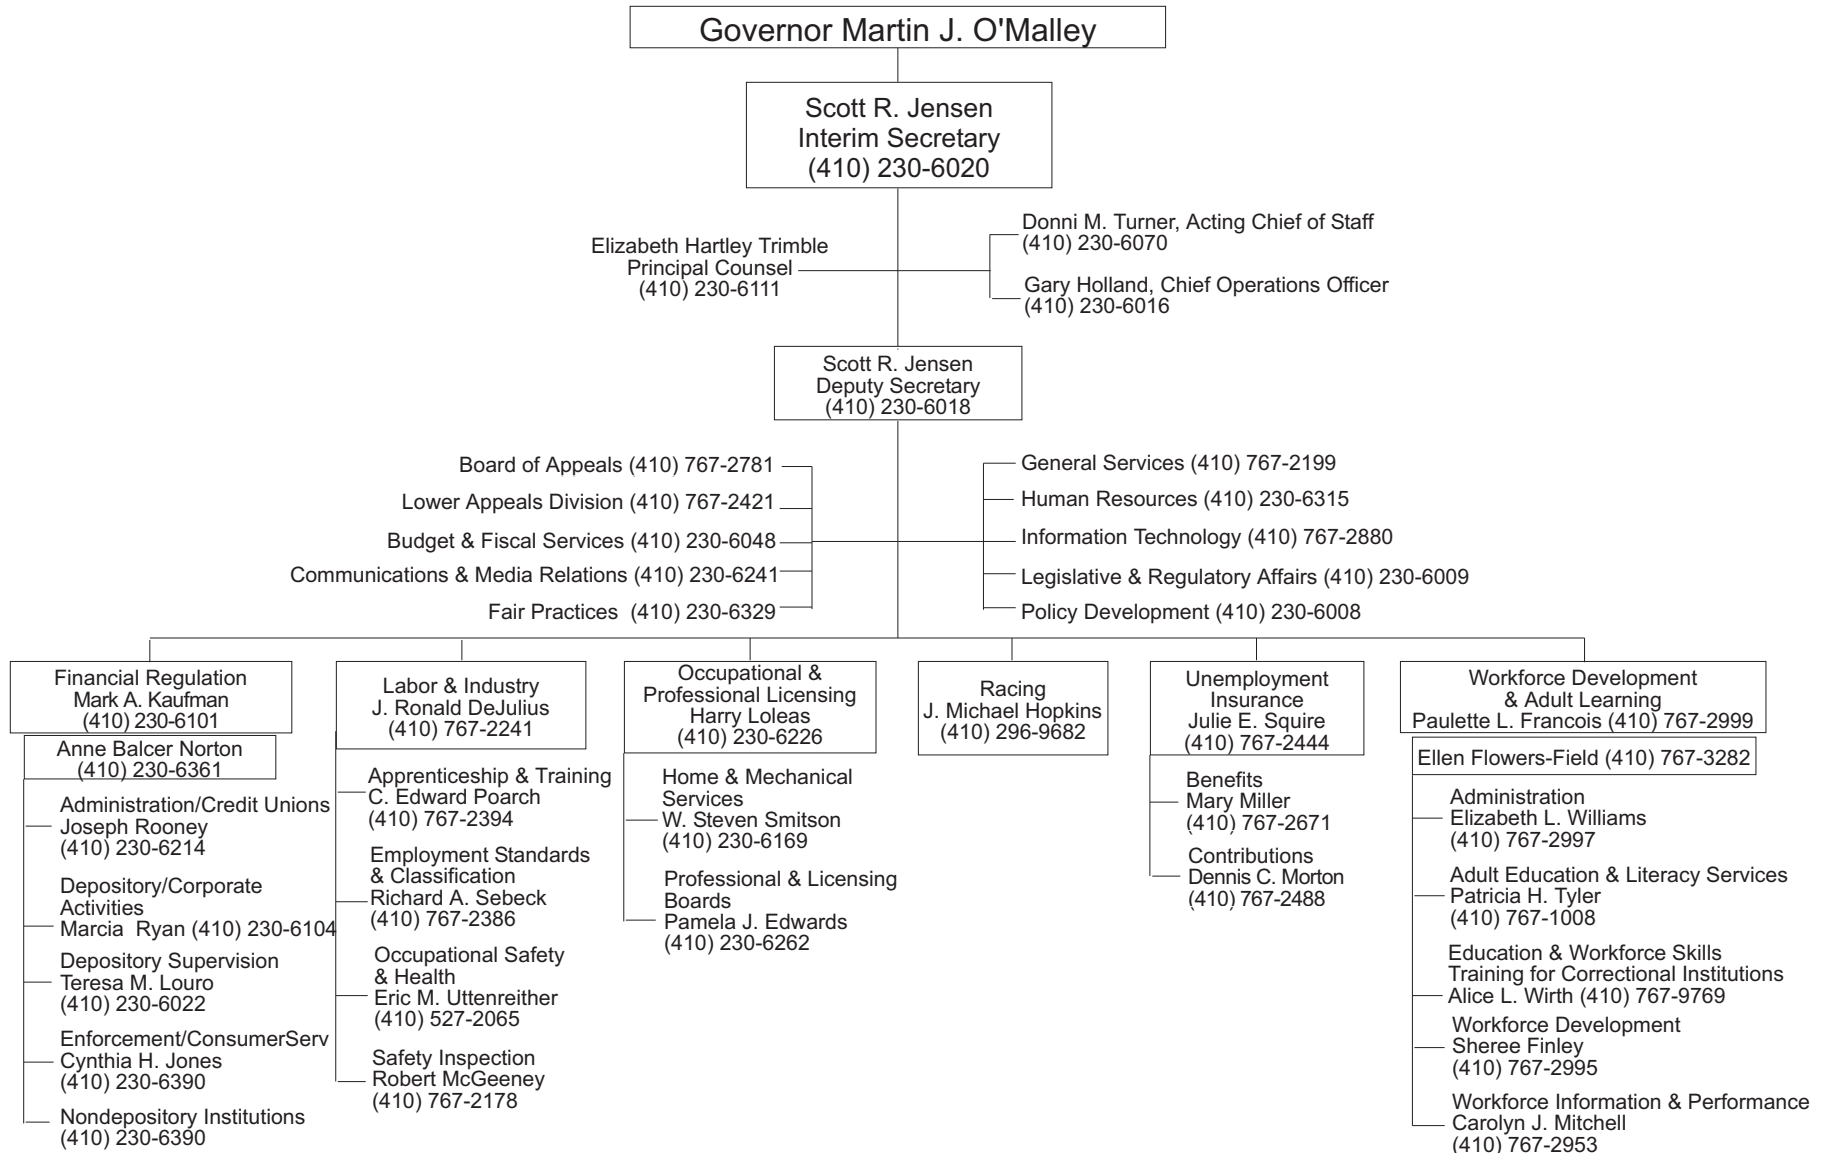 Governor Martin J. O'Malley
Scott R. Jensen
Interim Secretary
(410) 230-6020
Elizabeth Hartley Trimble
Principal Counsel
(410) 230-6111
Donni M. Turner, Acting Chief of Staff
(410) 230-6070
Gary Holland, Chief Operations Officer
(410) 230-6016
Scott R. Jensen
Deputy Secretary
(410) 230-6018
Board of Appeals (410) 767-2781
Lower Appeals Division (410) 767-2421
Budget & Fiscal Services (410) 230-6048
Communications & Media Relations (410) 230-6241
Fair Practices (410) 230-6329
General Services (410) 767-2199
Human Resources (410) 230-6315
Information Technology (410) 767-2880
Legislative & Regulatory Affairs (410) 230-6009
Policy Development (410) 230-6008
Financial Regulation
Mark A. Kaufman
(410) 230-6101
Anne Balcer Norton
(410) 230-6361
Administration/Credit Unions
Joseph Rooney
(410) 230-6214
Depository/Corporate
Activities
Marcia Ryan (410) 230-6104
Depository Supervision
Teresa M. Louro
(410) 230-6022
Enforcement/ConsumerServ
Cynthia H. Jones
(410) 230-6390
Nondepository Institutions
(410) 230-6390
Labor & Industry
J. Ronald DeJulius
(410) 767-2241
Apprenticeship & Training
C. Edward Poarch
(410) 767-2394
Employment Standards
& Classification
Richard A. Sebeck
(410) 767-2386
Occupational Safety
& Health
Eric M. Uttenreither
(410) 527-2065
Safety Inspection
Robert McGeeney
(410) 767-2178
Occupational &
Professional Licensing
Harry Loleas
(410) 230-6226
Home & Mechanical
Services
W. Steven Smitson
(410) 230-6169
Professional & Licensing
Boards
Pamela J. Edwards
(410) 230-6262
Racing
J. Michael Hopkins
(410) 296-9682
Unemployment
Insurance
Julie E. Squire
(410) 767-2444
Benefits
Mary Miller
(410) 767-2671
Contributions
Dennis C. Morton
(410) 767-2488
Workforce Development
& Adult Learning
Paulette L. Francois (410) 767-2999
Ellen Flowers-Field (410) 767-3282
Administration
Elizabeth L. Williams
(410) 767-2997
Adult Education & Literacy Services
Patricia H. Tyler
(410) 767-1008
Education & Workforce Skills
Training for Correctional Institutions
Alice L. Wirth (410) 767-9769
Workforce Development
Sheree Finley
(410) 767-2995
Workforce Information & Performance
Carolyn J. Mitchell
(410) 767-2953